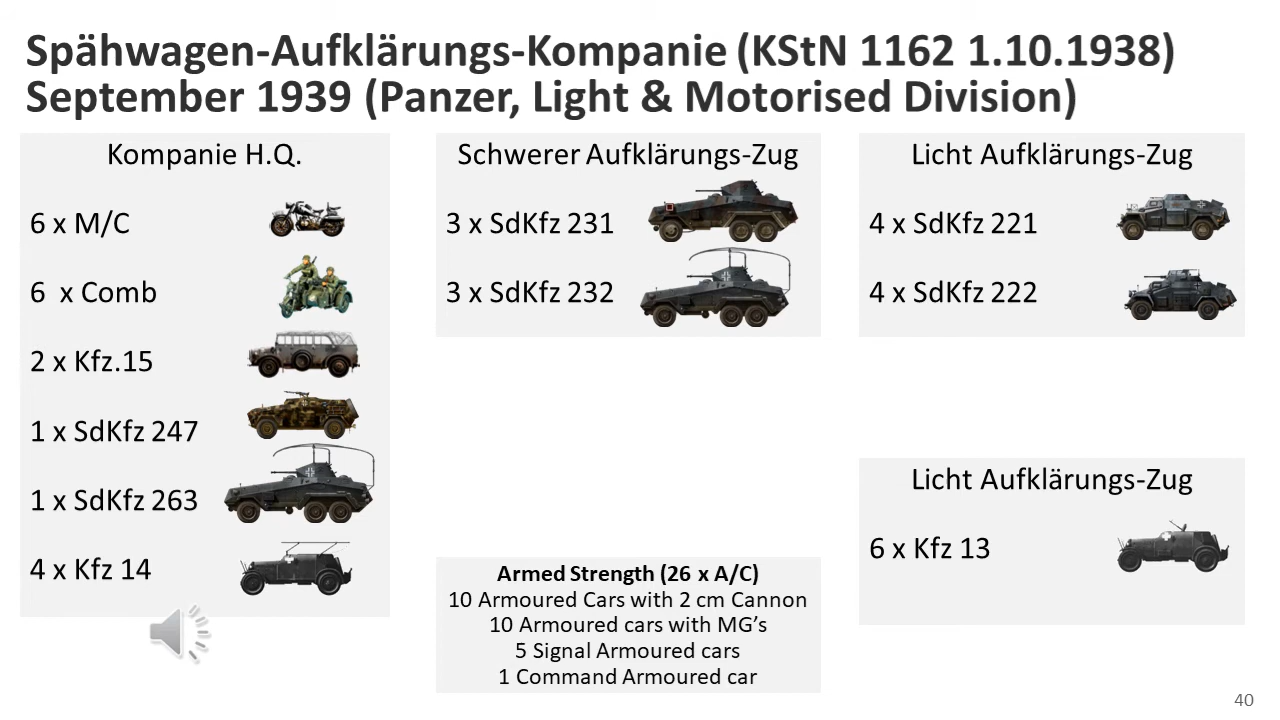 Spähwagen-Aufklärungs-Kompanie (KStN 1162 1.10.1938)
September 1939 (Panzer, Light & Motorised Division)
Kompanie H.Q.
6 x M/C
6  x Comb
2 x Kfz.15
1 x SdKfz 247
1 x SdKfz 263
4 x Kfz 14
Schwerer Aufklärungs-Zug
3 x SdKfz 231
3 x SdKfz 232
Licht Aufklärungs-Zug
4 x SdKfz 221
4 x SdKfz 222
Licht Aufklärungs-Zug
6 x Kfz 13
Armed Strength (26 x A/C)
10 Armoured Cars with 2 cm Cannon
10 Armoured cars with MG’s
5 Signal Armoured cars
1 Command Armoured car
40